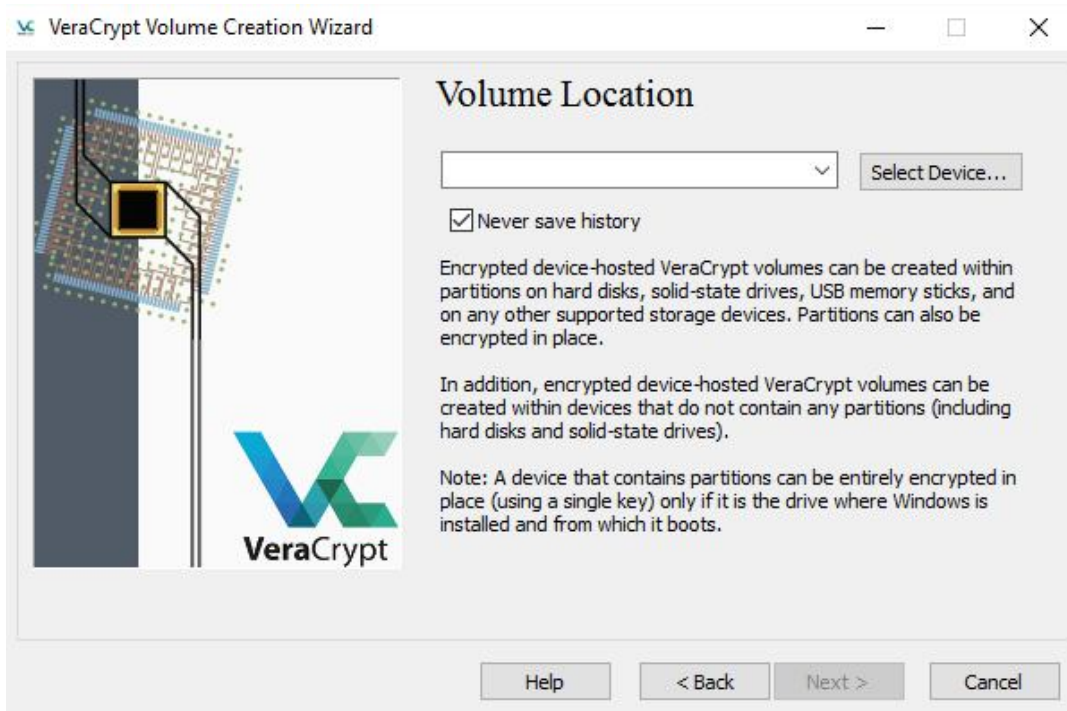 VeraCrypt Volume Creation Wizard
Volume Location
Select Device...
Never save history
Encrypted device-hosted VeraCrypt volumes can be created within
partitions on hard disks, solid-state drives, USB memory sticks, and
on any other supported storage devices. Partitions can also be
encrypted in place.
In addition, encrypted device-hosted VeraCrypt volumes can be
created within devices that do not contain any partitions (including
hard disks and solid-state drives).
Note: A device that contains partitions can be entirely encrypted in
place (using a single key) only if it is the drive where Windows is
installed and from which it boots.
VeraCrypt
Help
< Back
Next >
Cancel